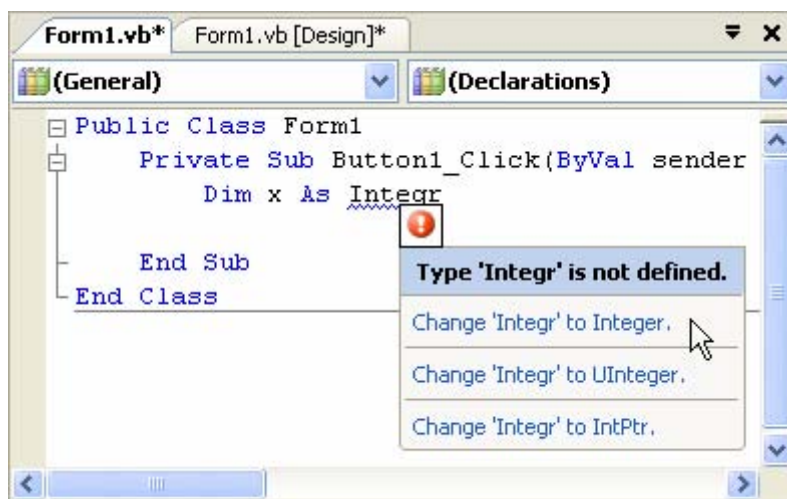 Form1.vb* Form1.vb [Design]*
(General) (Declarations)
Public Class Form1
Private Sub Button1_Click(ByVal sender
Dim x As Integr
End Sub
End Class
Type 'Integr' is not defined.
Change 'Integr' to Integer.
Change 'Integr' to UInteger.
Change 'Integr' to IntPtr.